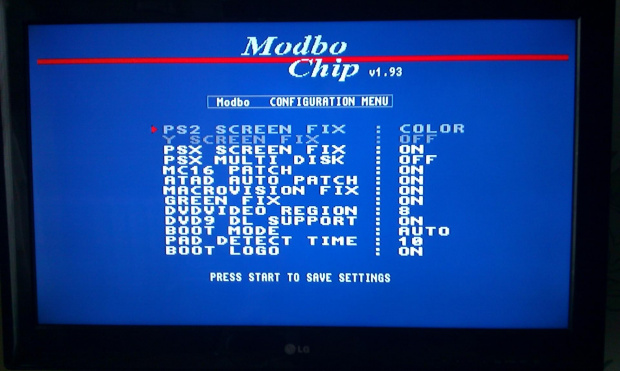 Modbo
Chip v1.93
Modbo CONFIGURATION MENU
PS2 SCREEN FIX : COLOR
Y SCREEN FIX : OFF
PSX SCREEN FIX : ON
PSX MULTI DISK : OFF
MC16 PATCH : ON
ATAD AUTO PATCH : ON
MACROVISION FIX : ON
GREEN FIX : ON
DVDVIDEO REGION : 8
DVD9 DL SUPPORT : ON
BOOT MODE : AUTO
PAD DETECT TIME : 10
BOOT LOGO : ON
PRESS START TO SAVE SETTINGS
LG